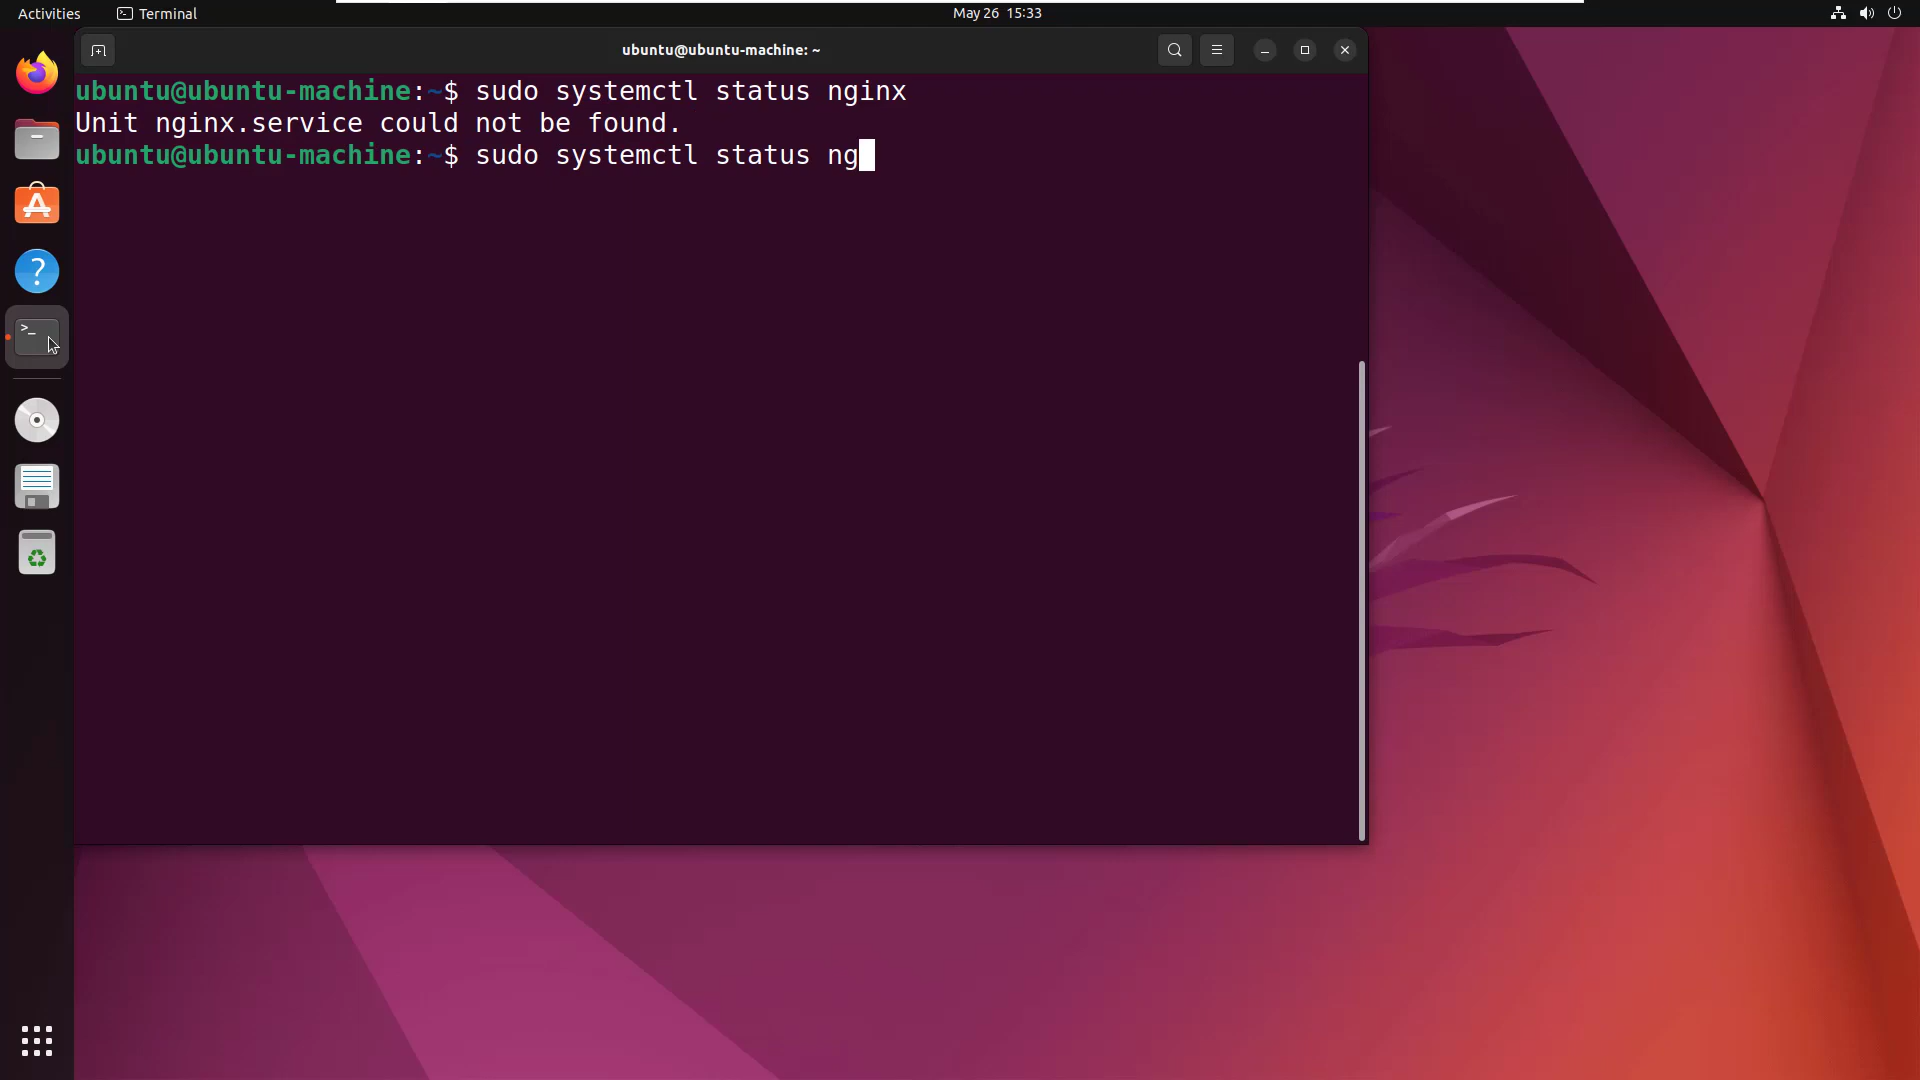 Activities
Terminal
May 26 15:33
ubuntu@ubuntu-machine: ~
ubuntu@ubuntu-machine:~$ sudo systemctl status nginx
Unit nginx.service could not be found.
ubuntu@ubuntu-machine:~$ sudo systemctl status ng